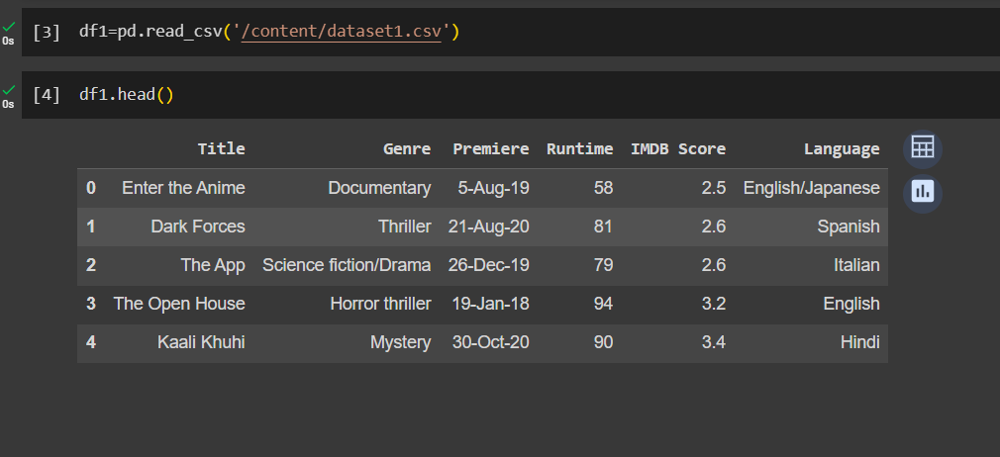 [3] df1=pd.read_csv('/content/dataset1.csv')
0s
[4] df1.head()
0s
Title Genre Premiere Runtime IMDB Score Language
0 Enter the Anime Documentary 5-Aug-19 58 2.5 English/Japanese
1 Dark Forces Thriller 21-Aug-20 81 2.6 Spanish
2 The App Science fiction/Drama 26-Dec-19 79 2.6 Italian
3 The Open House Horror thriller 19-Jan-18 94 3.2 English
4 Kaali Khuhi Mystery 30-Oct-20 90 3.4 Hindi